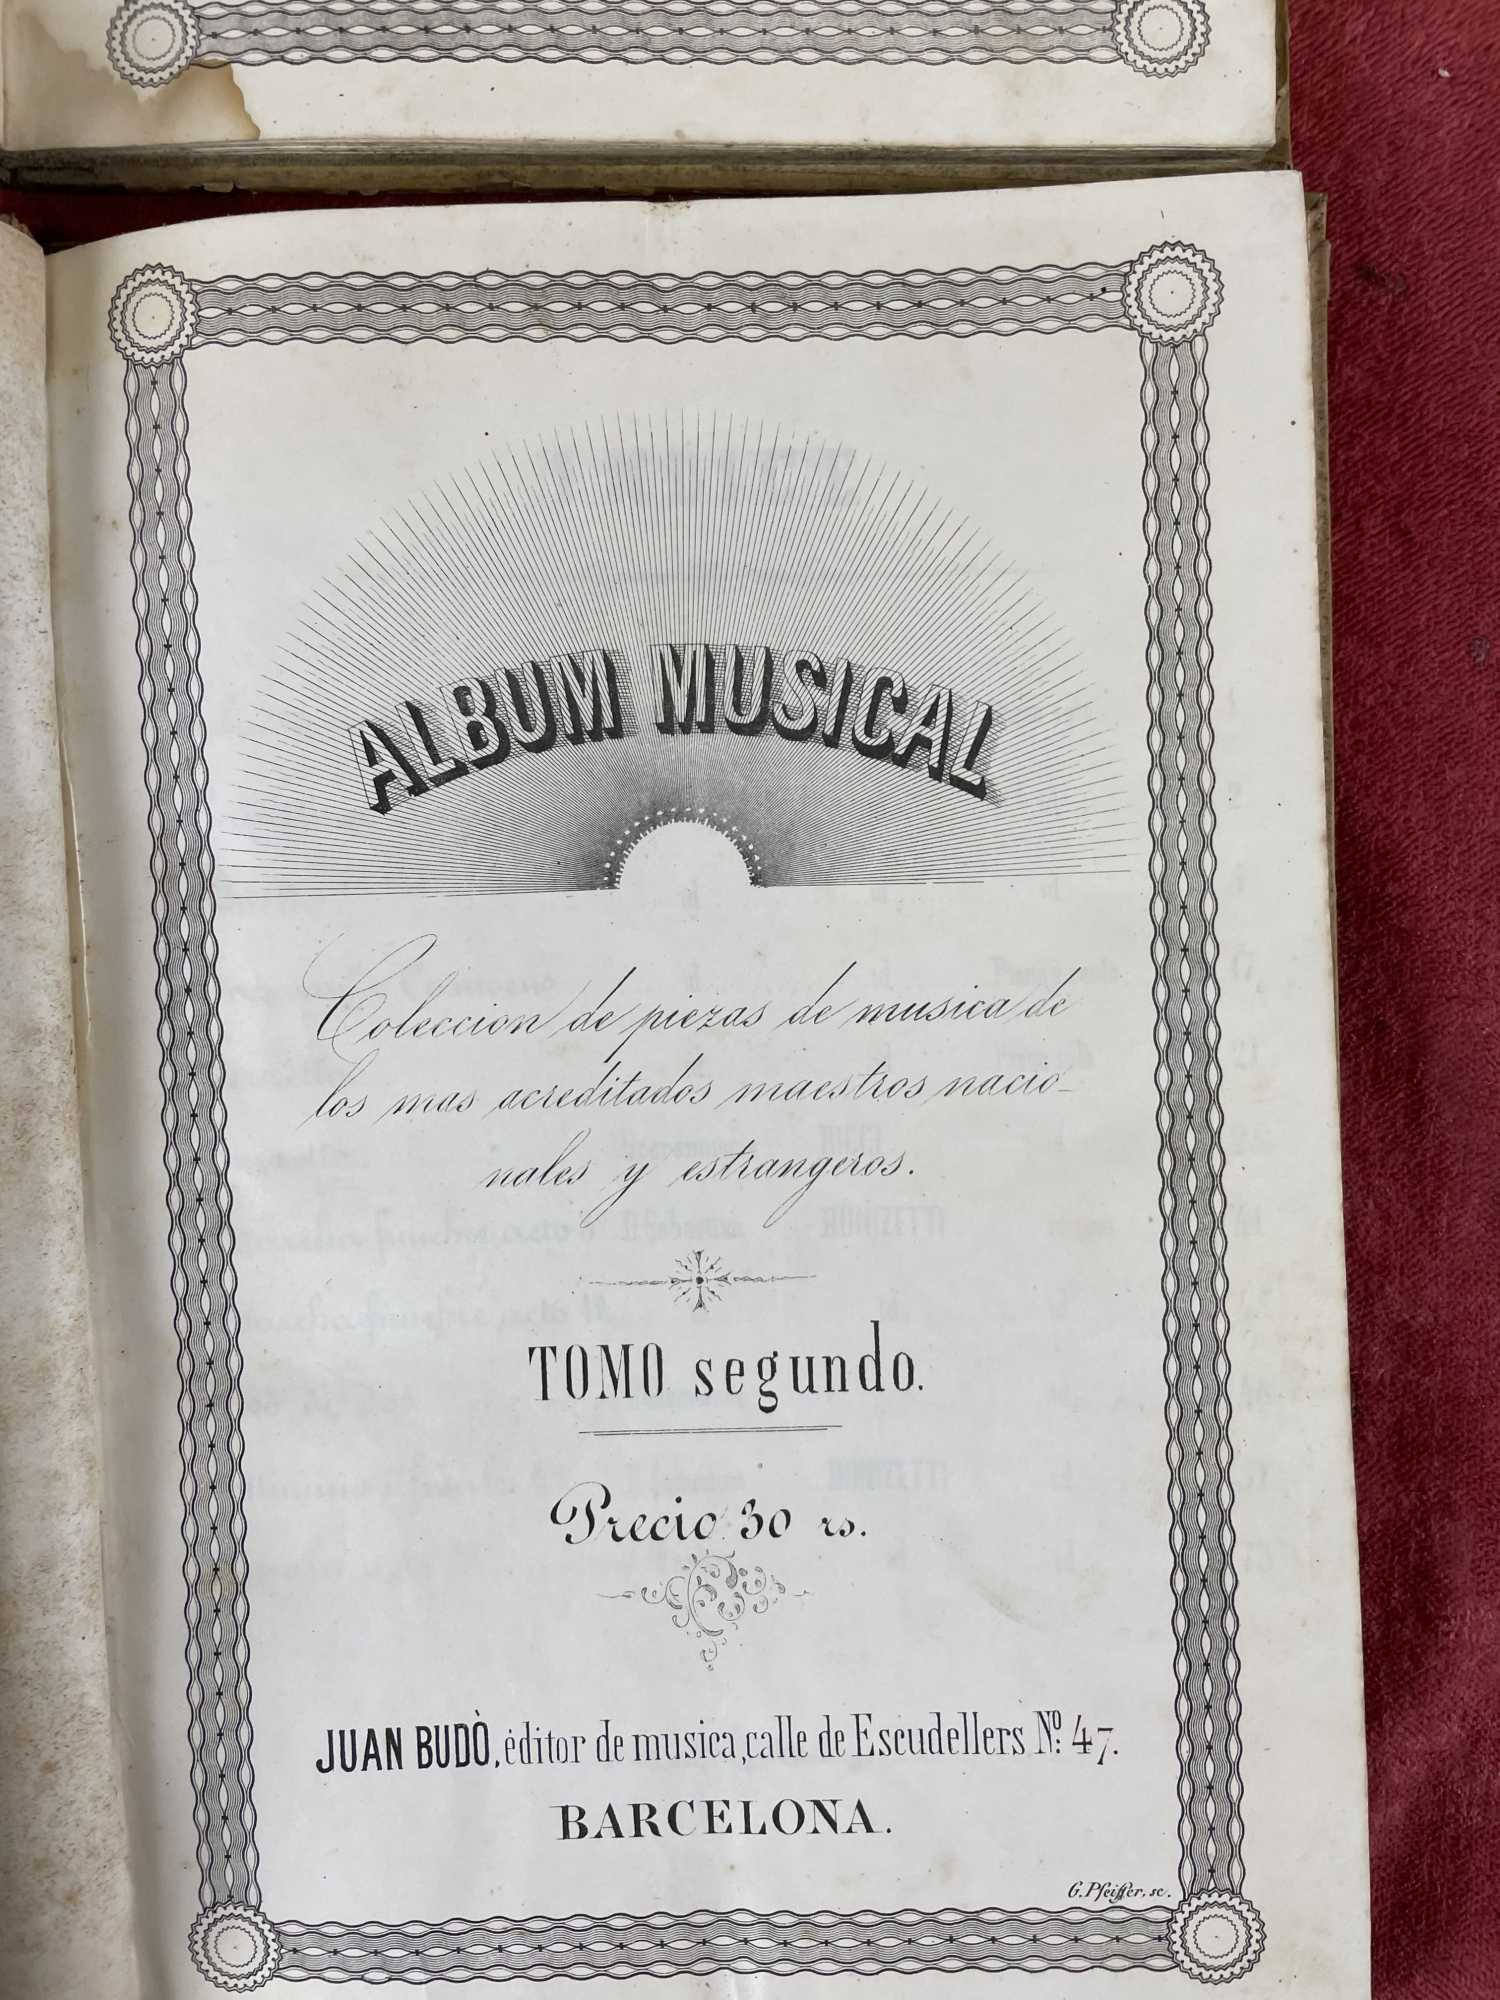 ALBUM MUSICAL
Coleccion de piezas de musica de
los mas acreditados maestros nacio-
nales y estrangeros.
TOMO segundo.
Precio 30 rs.
JUAN BUDÒ, éditor de musica, calle de Escudellers Nº 47.
BARCELONA.
G. Pfeiffer. sc.